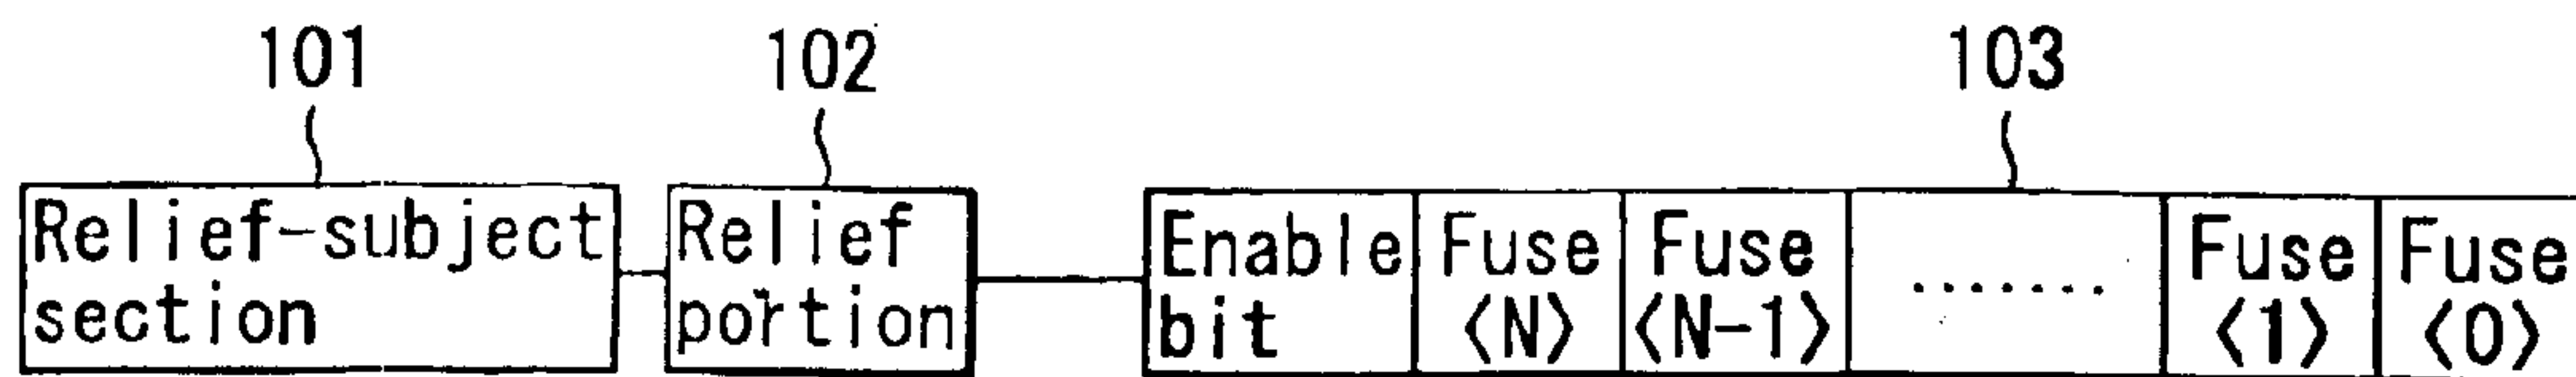 101 102 103
Relief-subject section
Relief portion
Enable bit
Fuse <N>
Fuse <N-1>
.......
Fuse <1>
Fuse <0>